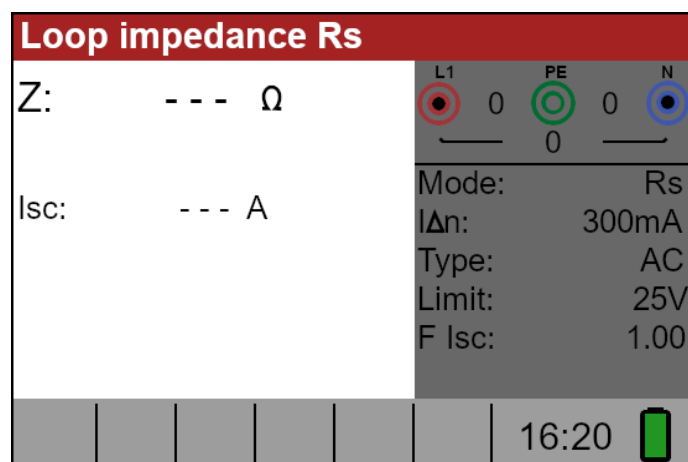 Loop impedance Rs
Z: --- Ω
Isc: --- A
L1 PE N
0 0
0
Mode: Rs
IΔn: 300mA
Type: AC
Limit: 25V
F Isc: 1.00
16:20